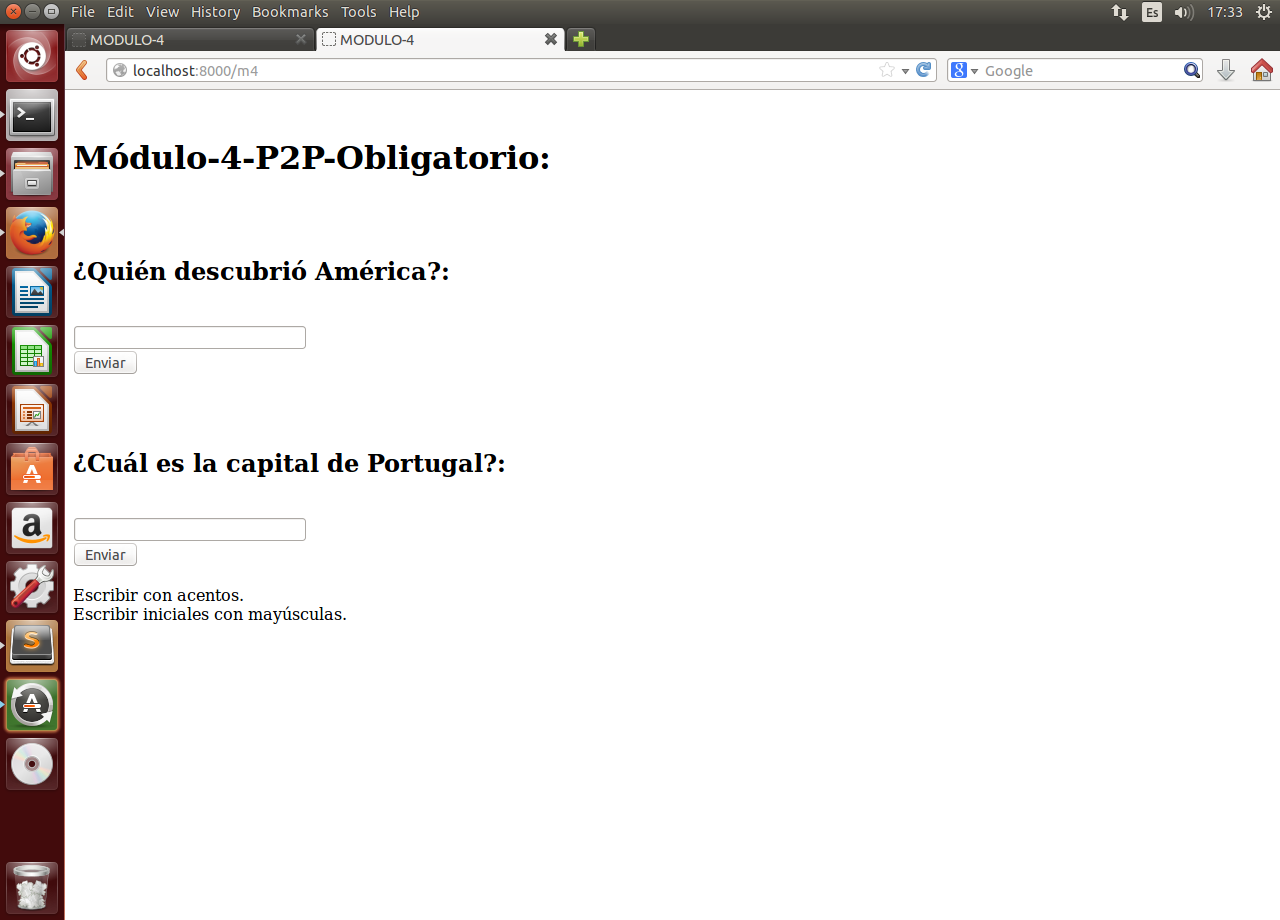 File Edit View History Bookmarks Tools Help
Es
17:33
MODULO-4
MODULO-4
localhost:8000/m4
Google
Módulo-4-P2P-Obligatorio:
¿Quién descubrió América?:
Enviar
¿Cuál es la capital de Portugal?:
Enviar
Escribir con acentos.
Escribir iniciales con mayúsculas.